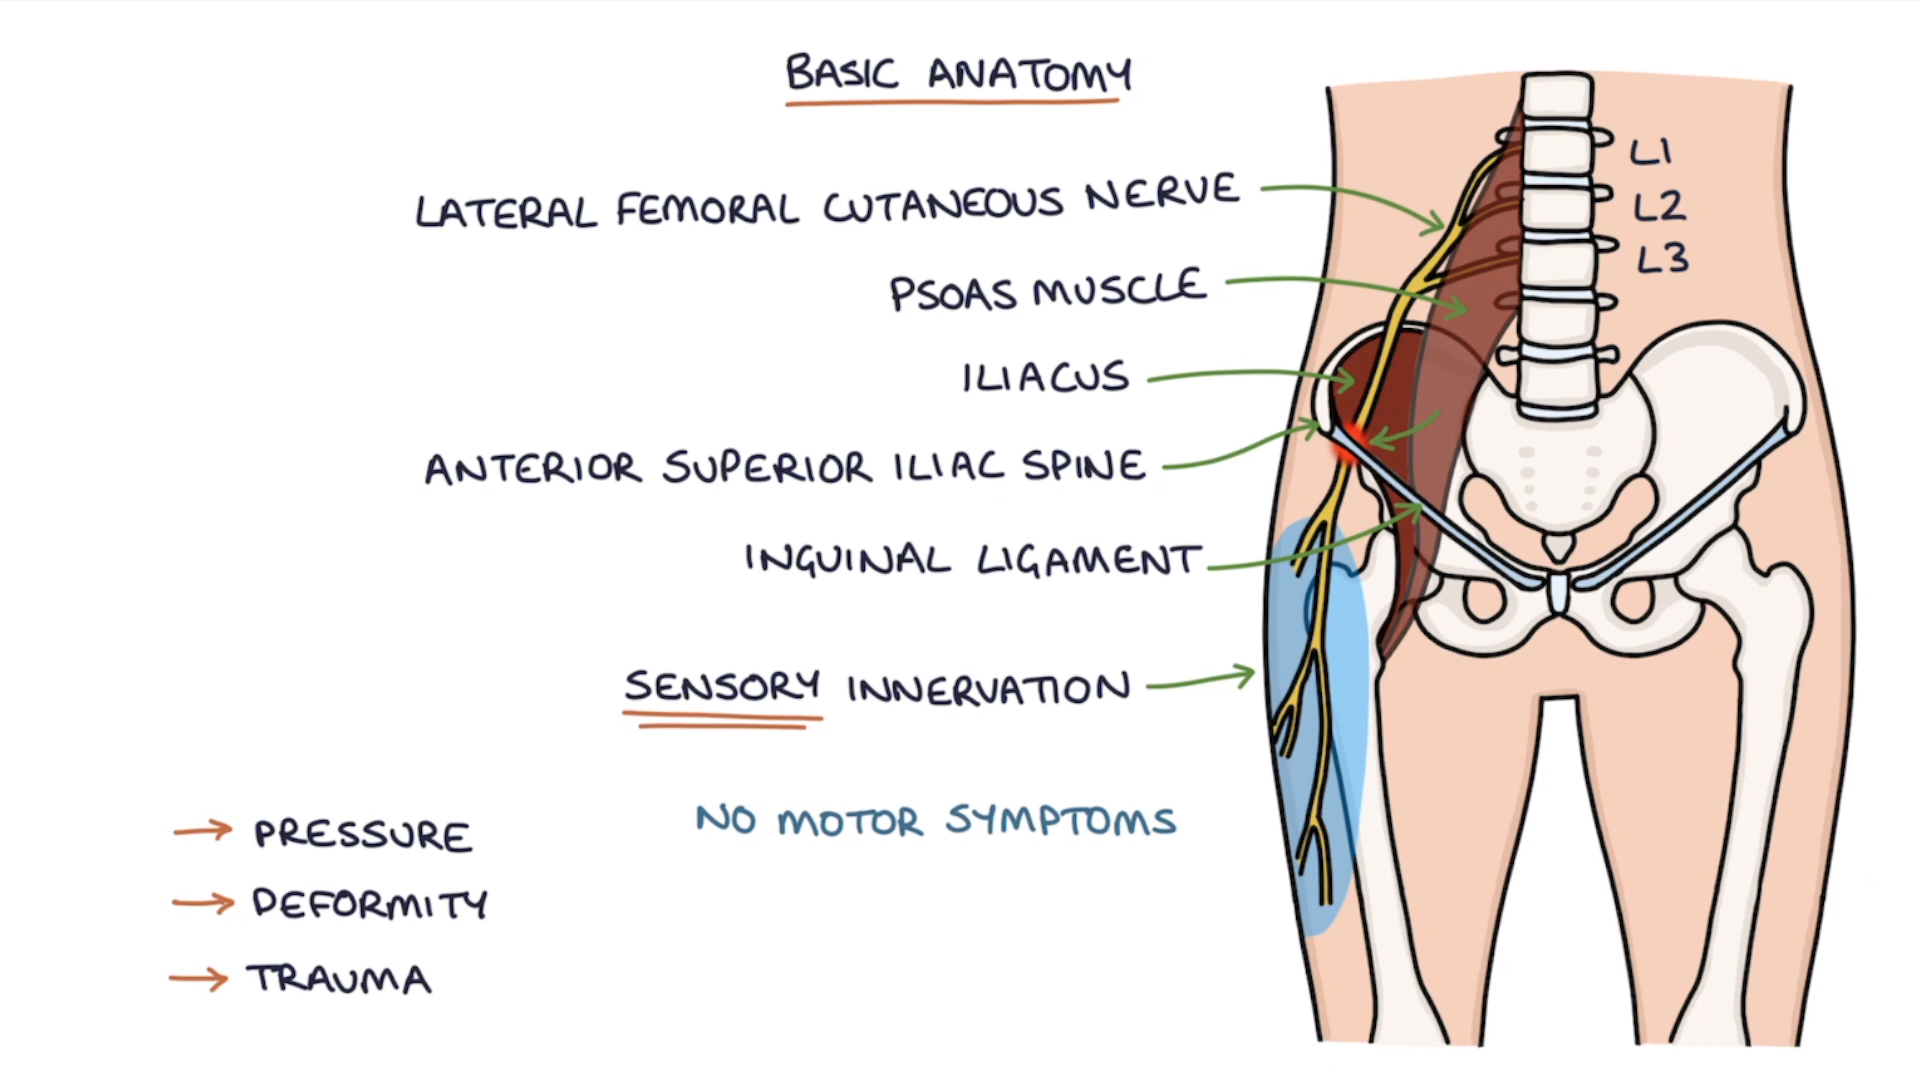 BASIC ANATOMY
LATERAL FEMORAL CUTANEOUS NERVE
PSOAS MUSCLE
ILIACUS
ANTERIOR SUPERIOR ILIAC SPINE
INGUINAL LIGAMENT
SENSORY INNERVATION
NO MOTOR SYMPTOMS
PRESSURE
DEFORMITY
TRAUMA
L1
L2
L3